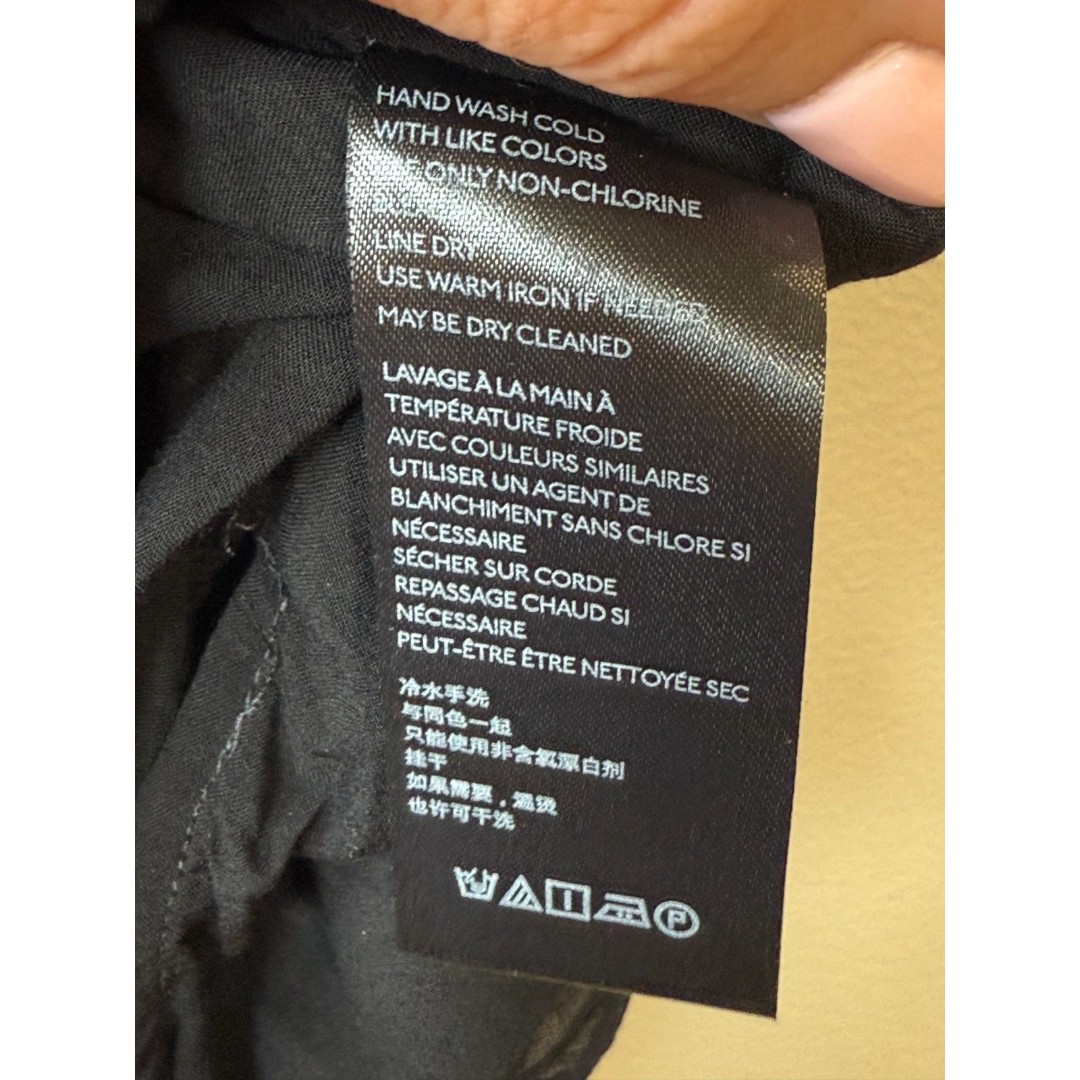 HAND WASH COLD
WITH LIKE COLORS
ONLY NON-CHLORINE
LINE DRY
USE WARM IRON IF NEEDED
MAY BE DRY CLEANED
LAVAGE À LA MAIN À
TEMPÉRATURE FROIDE
AVEC COULEURS SIMILAIRES
UTILISER UN AGENT DE
BLANCHIMENT SANS CHLORE SI
NÉCESSAIRE
SÉCHER SUR CORDE
REPASSAGE CHAUD SI
NÉCESSAIRE
PEUT-ÊTRE ÊTRE NETTOYÉE SEC
冷水手洗
与同色一起
只能使用非含氯漂白剂
挂干
如果需要，温烫
也许可干洗
P